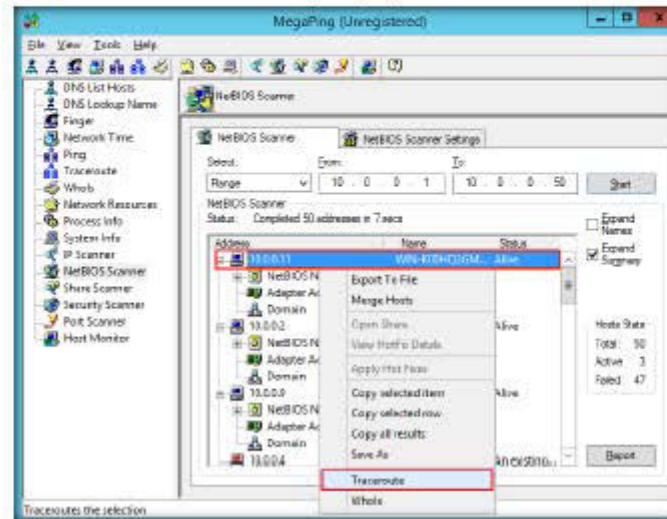 MegaPing (Unregistered)
File View Tools Help
DNS List Hosts
DNS Lookup Name
Finger
Network Time
Ping
Traceroute
Whois
Network Resources
Process Info
System Info
IP Scanner
NetBIOS Scanner
Share Scanner
Security Scanner
Port Scanner
Host Monitor
NetBIOS Scanner
NetBIOS Scanner
NetBIOS Scanner Settings
Select:
From:
To:
Range
10 . 0 . 0 . 1
10 . 0 . 0 . 50
Start
NetBIOS Scanner
Status: Completed 50 addresses in 7 secs
Expand Names
Expand Summary
Address Name Status
10.0.0.11 Alive
NetBIOS N
Adapter Ad
Domain
10.0.0.2 Alive
NetBIOS N
Adapter Ad
Domain
10.0.0.9 Alive
NetBIOS N
Adapter Ad
Domain
10.0.0.4
Export To File
Merge Hosts
Open Share
View HotFix Details
Apply Hot Fixes
Copy selected item
Copy selected row
Copy all results
Save As
Traceroute
Whois
Hosts Stats
Total: 50
Active 3
Failed 47
Report
Traceroutes the selection